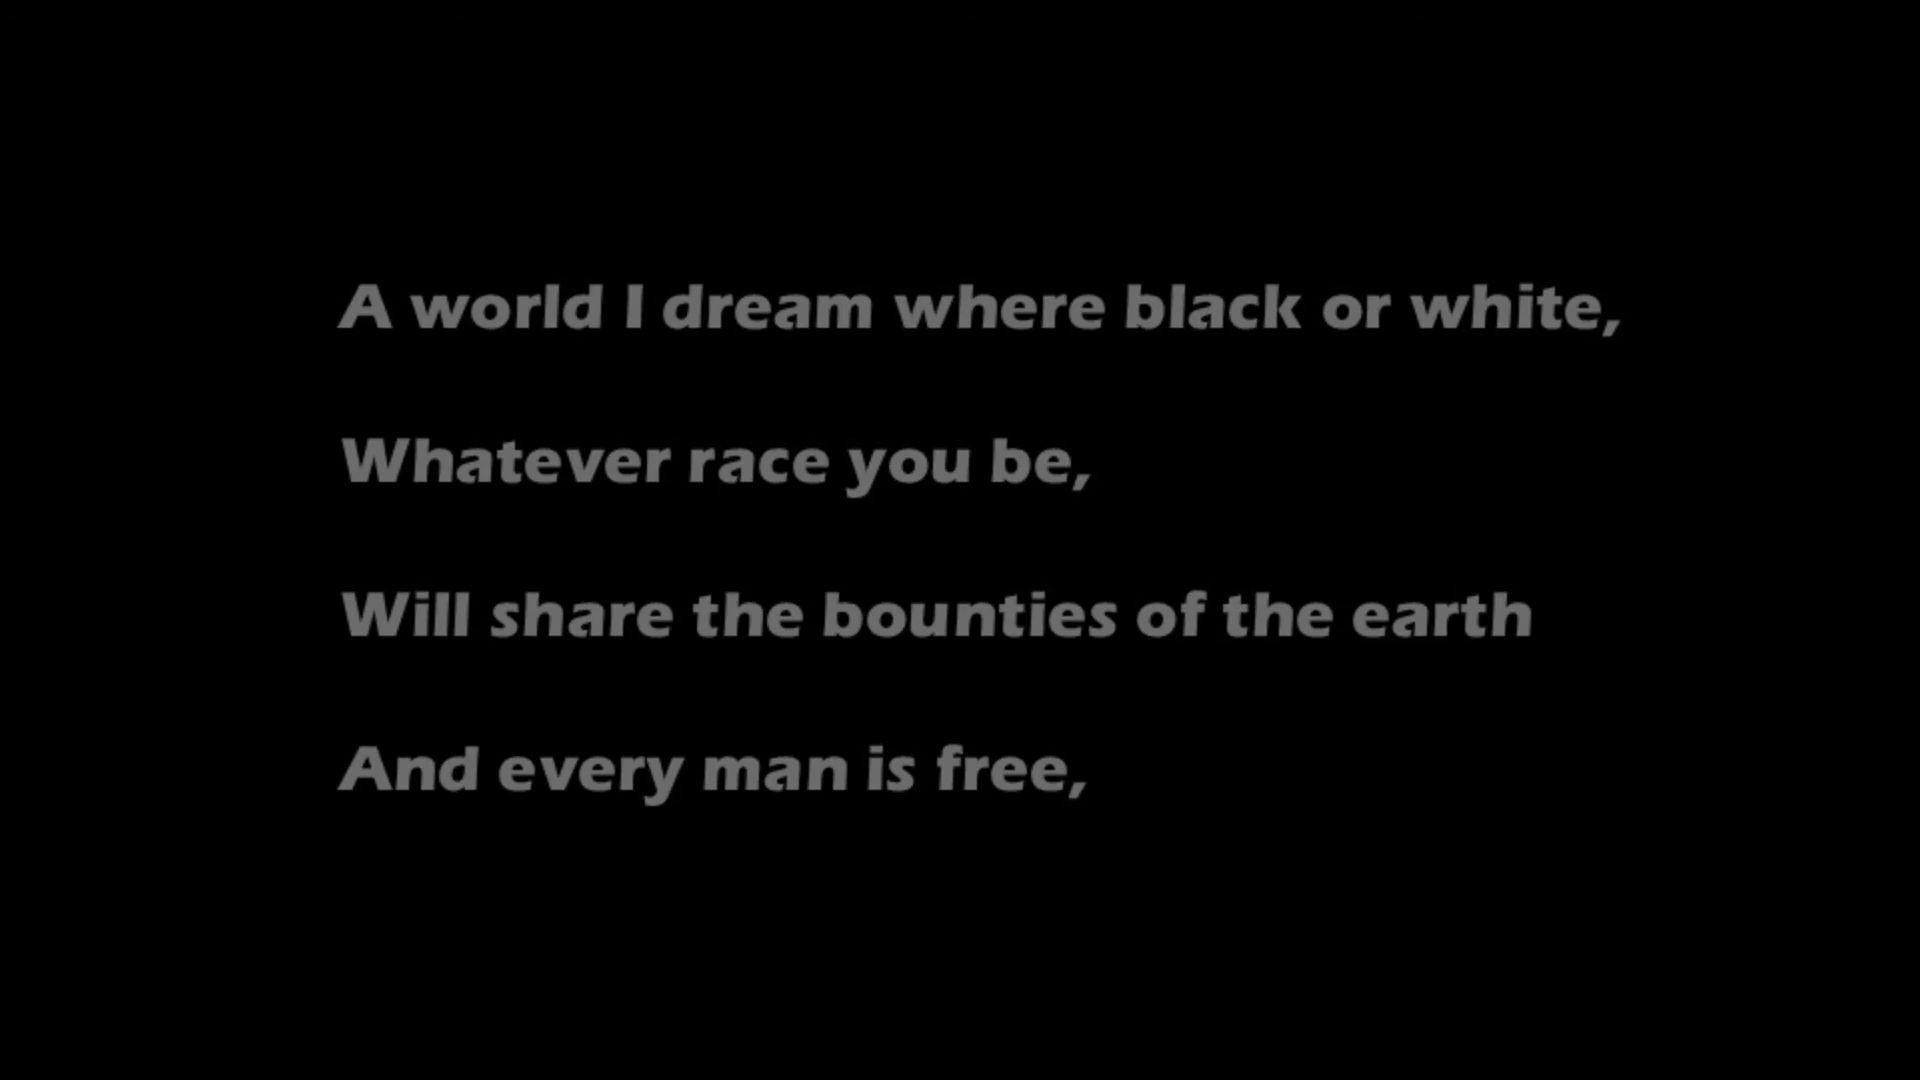 A world I dream where black or white,
Whatever race you be,
Will share the bounties of the earth
And every man is free,